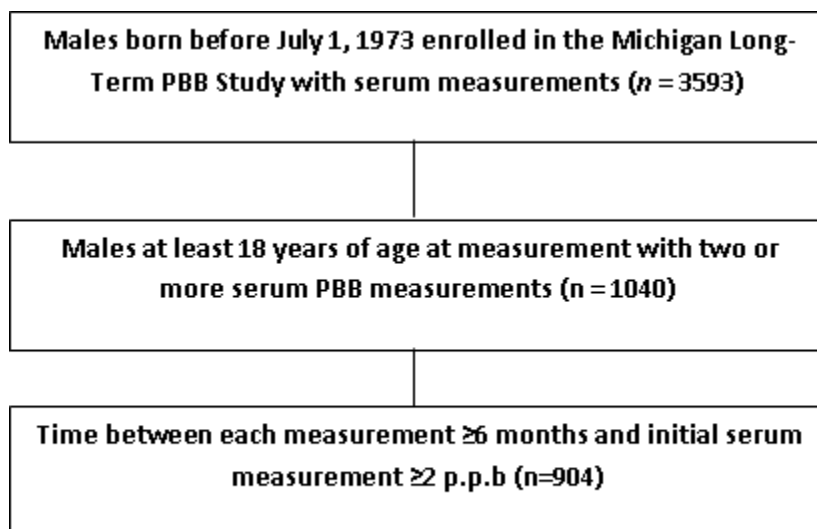 Males born before July 1, 1973 enrolled in the Michigan Long-
Term PBB Study with serum measurements (n = 3593)
Males at least 18 years of age at measurement with two or
more serum PBB measurements (n = 1040)
Time between each measurement ≥6 months and initial serum
measurement ≥2 p.p.b (n=904)